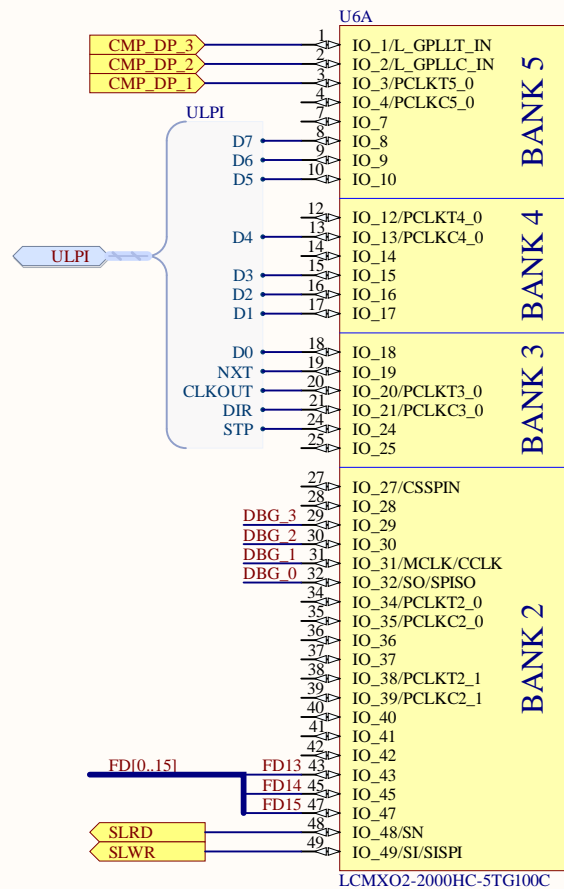 U6A
CMP_DP_3 1 IO_1/L_GPLLT_IN
CMP_DP_2 2 IO_2/L_GPLLC_IN
CMP_DP_1 3 IO_3/PCLKT5_0
4 IO_4/PCLKC5_0
ULPI 7 IO_7
D7 8 IO_8
D6 9 IO_9
D5 10 IO_10
BANK 5
12 IO_12/PCLKT4_0
D4 13 IO_13/PCLKC4_0
ULPI 14 IO_14
D3 15 IO_15
D2 16 IO_16
D1 17 IO_17
BANK 4
D0 18 IO_18
NXT 19 IO_19
CLKOUT 20 IO_20/PCLKT3_0
DIR 21 IO_21/PCLKC3_0
STP 24 IO_24
25 IO_25
BANK 3
27 IO_27/CSSPIN
28 IO_28
DBG_3 29 IO_29
DBG_2 30 IO_30
DBG_1 31 IO_31/MCLK/CCLK
DBG_0 32 IO_32/SO/SPISO
34 IO_34/PCLKT2_0
35 IO_35/PCLKC2_0
36 IO_36
37 IO_37
38 IO_38/PCLKT2_1
39 IO_39/PCLKC2_1
40 IO_40
41 IO_41
42 IO_42
FD[0..15] FD13 43 IO_43
FD14 45 IO_45
FD15 47 IO_47
SLRD 48 IO_48/SN
SLWR 49 IO_49/SI/SISPI
BANK 2
LCMXO2-2000HC-5TG100C